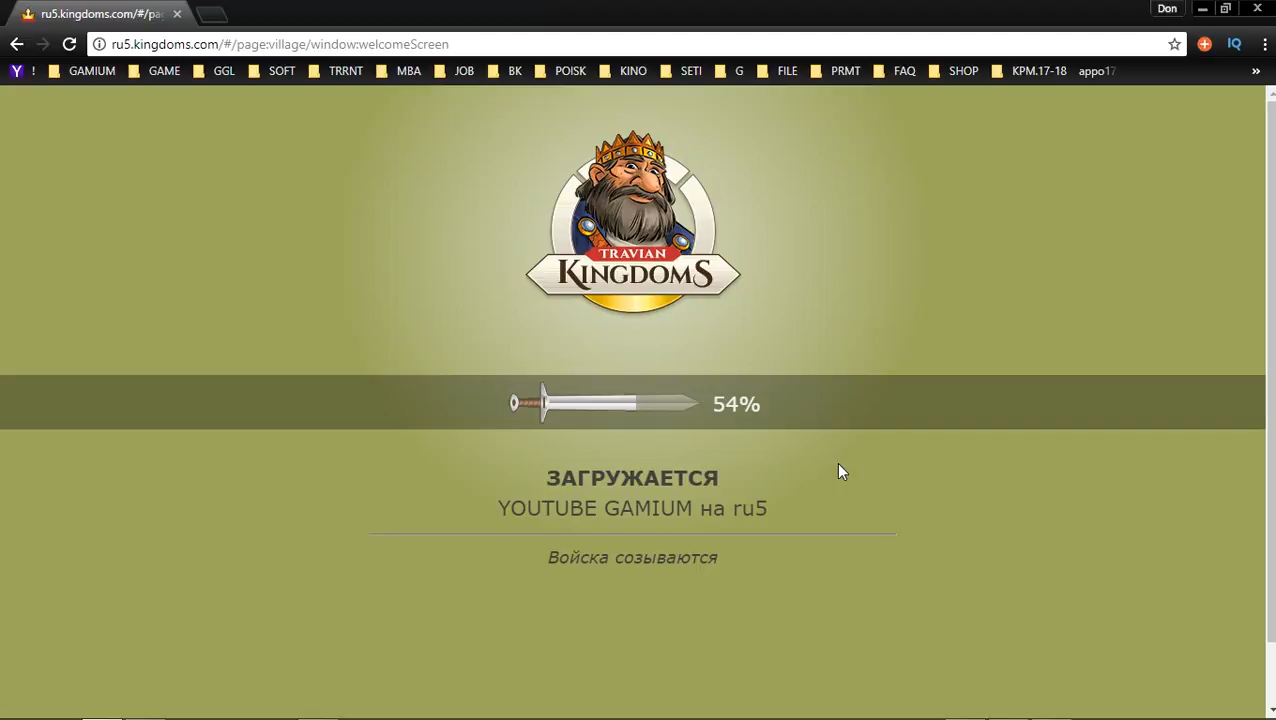 ru5.kingdoms.com/#/pa
Don
ru5.kingdoms.com/#/page:village/window:welcomeScreen
IQ
Y ! GAMIUM GAME GGL SOFT TRRNT MBA JOB BK POISK KINO SETI G FILE PRMT FAQ SHOP KPM.17-18 appo17 »
TRAVIAN
KINGDOMS
54%
ЗАГРУЖАЕТСЯ
YOUTUBE GAMIUM на ru5
Войска созываются